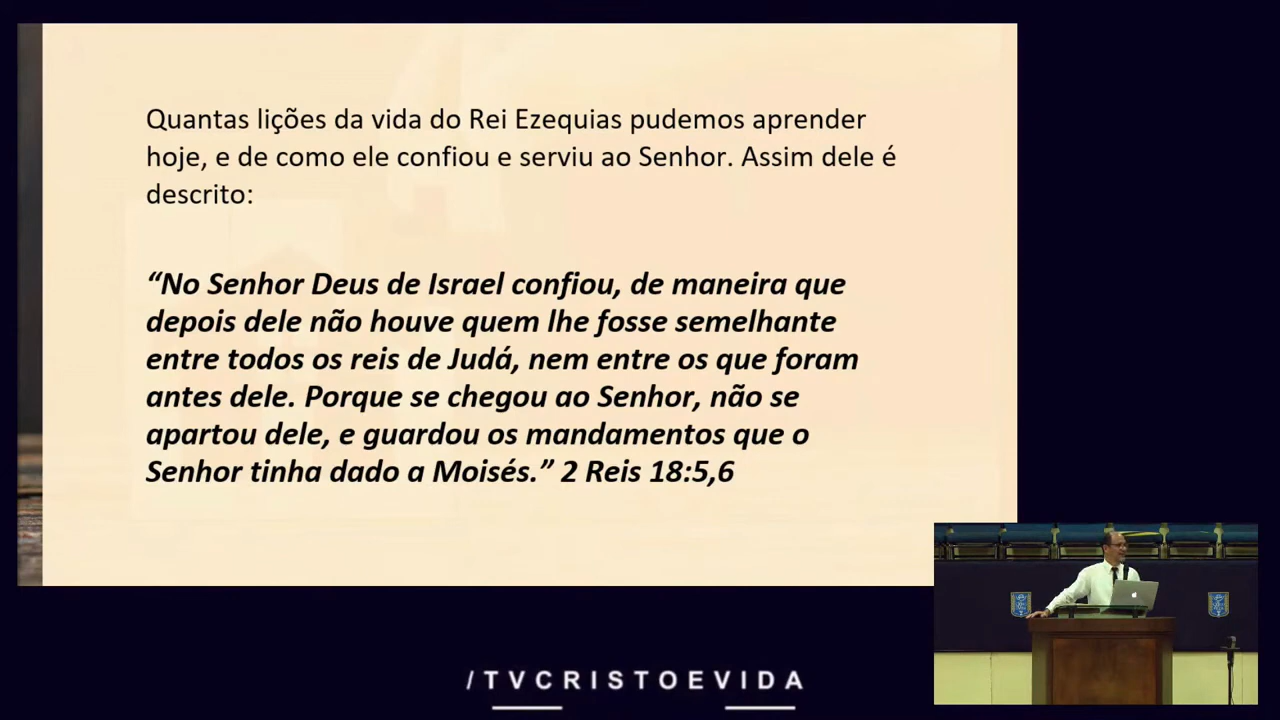 Quantas lições da vida do Rei Ezequias pudemos aprender
hoje, e de como ele confiou e serviu ao Senhor. Assim dele é
descrito:
“No Senhor Deus de Israel confiou, de maneira que
depois dele não houve quem lhe fosse semelhante
entre todos os reis de Judá, nem entre os que foram
antes dele. Porque se chegou ao Senhor, não se
apartou dele, e guardou os mandamentos que o
Senhor tinha dado a Moisés.” 2 Reis 18:5,6
/TVCRISTOEVIDA